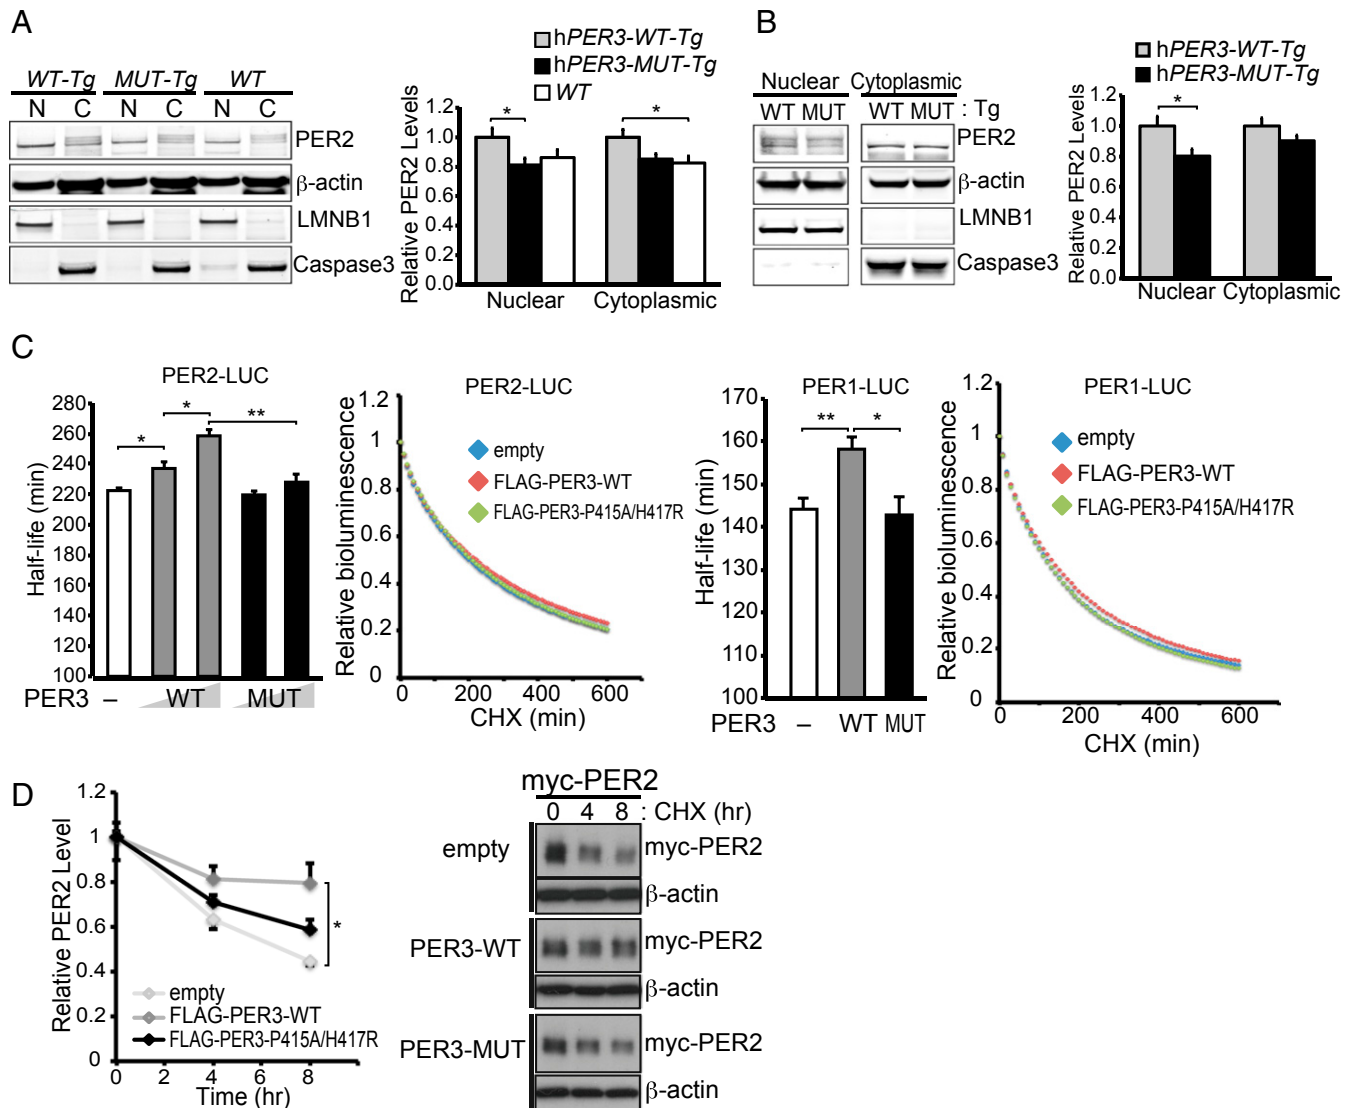 A
WT-Tg MUT-Tg WT
N C N C N C
PER2
β-actin
LMNB1
Caspase3
hPER3-WT-Tg
hPER3-MUT-Tg
WT
Relative PER2 Levels
1.2
1.0
0.8
0.6
0.4
0.2
0.0
*
*
Nuclear Cytoplasmic
B
Nuclear Cytoplasmic
WT MUT WT MUT : Tg
PER2
β-actin
LMNB1
Caspase3
hPER3-WT-Tg
hPER3-MUT-Tg
Relative PER2 Levels
1.2
1.0
0.8
0.6
0.4
0.2
0.0
*
Nuclear Cytoplasmic
C
PER2-LUC
Half-life (min)
280
260
240
220
200
180
160
140
120
100
* * **
PER3 – WT MUT
PER2-LUC
Relative bioluminescence
1.2
1
0.8
0.6
0.4
0.2
0
empty
FLAG-PER3-WT
FLAG-PER3-P415A/H417R
0 200 400 600
CHX (min)
PER1-LUC
Half-life (min)
170
160
150
140
130
120
110
100
** *
PER3 – WT MUT
PER1-LUC
Relative bioluminescence
1.2
1
0.8
0.6
0.4
0.2
0
empty
FLAG-PER3-WT
FLAG-PER3-P415A/H417R
200 400 600
CHX (min)
D
Relative PER2 Level
1.2
1
0.8
0.6
0.4
0.2
0
*
empty
FLAG-PER3-WT
FLAG-PER3-P415A/H417R
0 2 4 6 8
Time (hr)
myc-PER2
0 4 8 : CHX (hr)
empty
myc-PER2
β-actin
PER3-WT
myc-PER2
β-actin
PER3-MUT
myc-PER2
β-actin